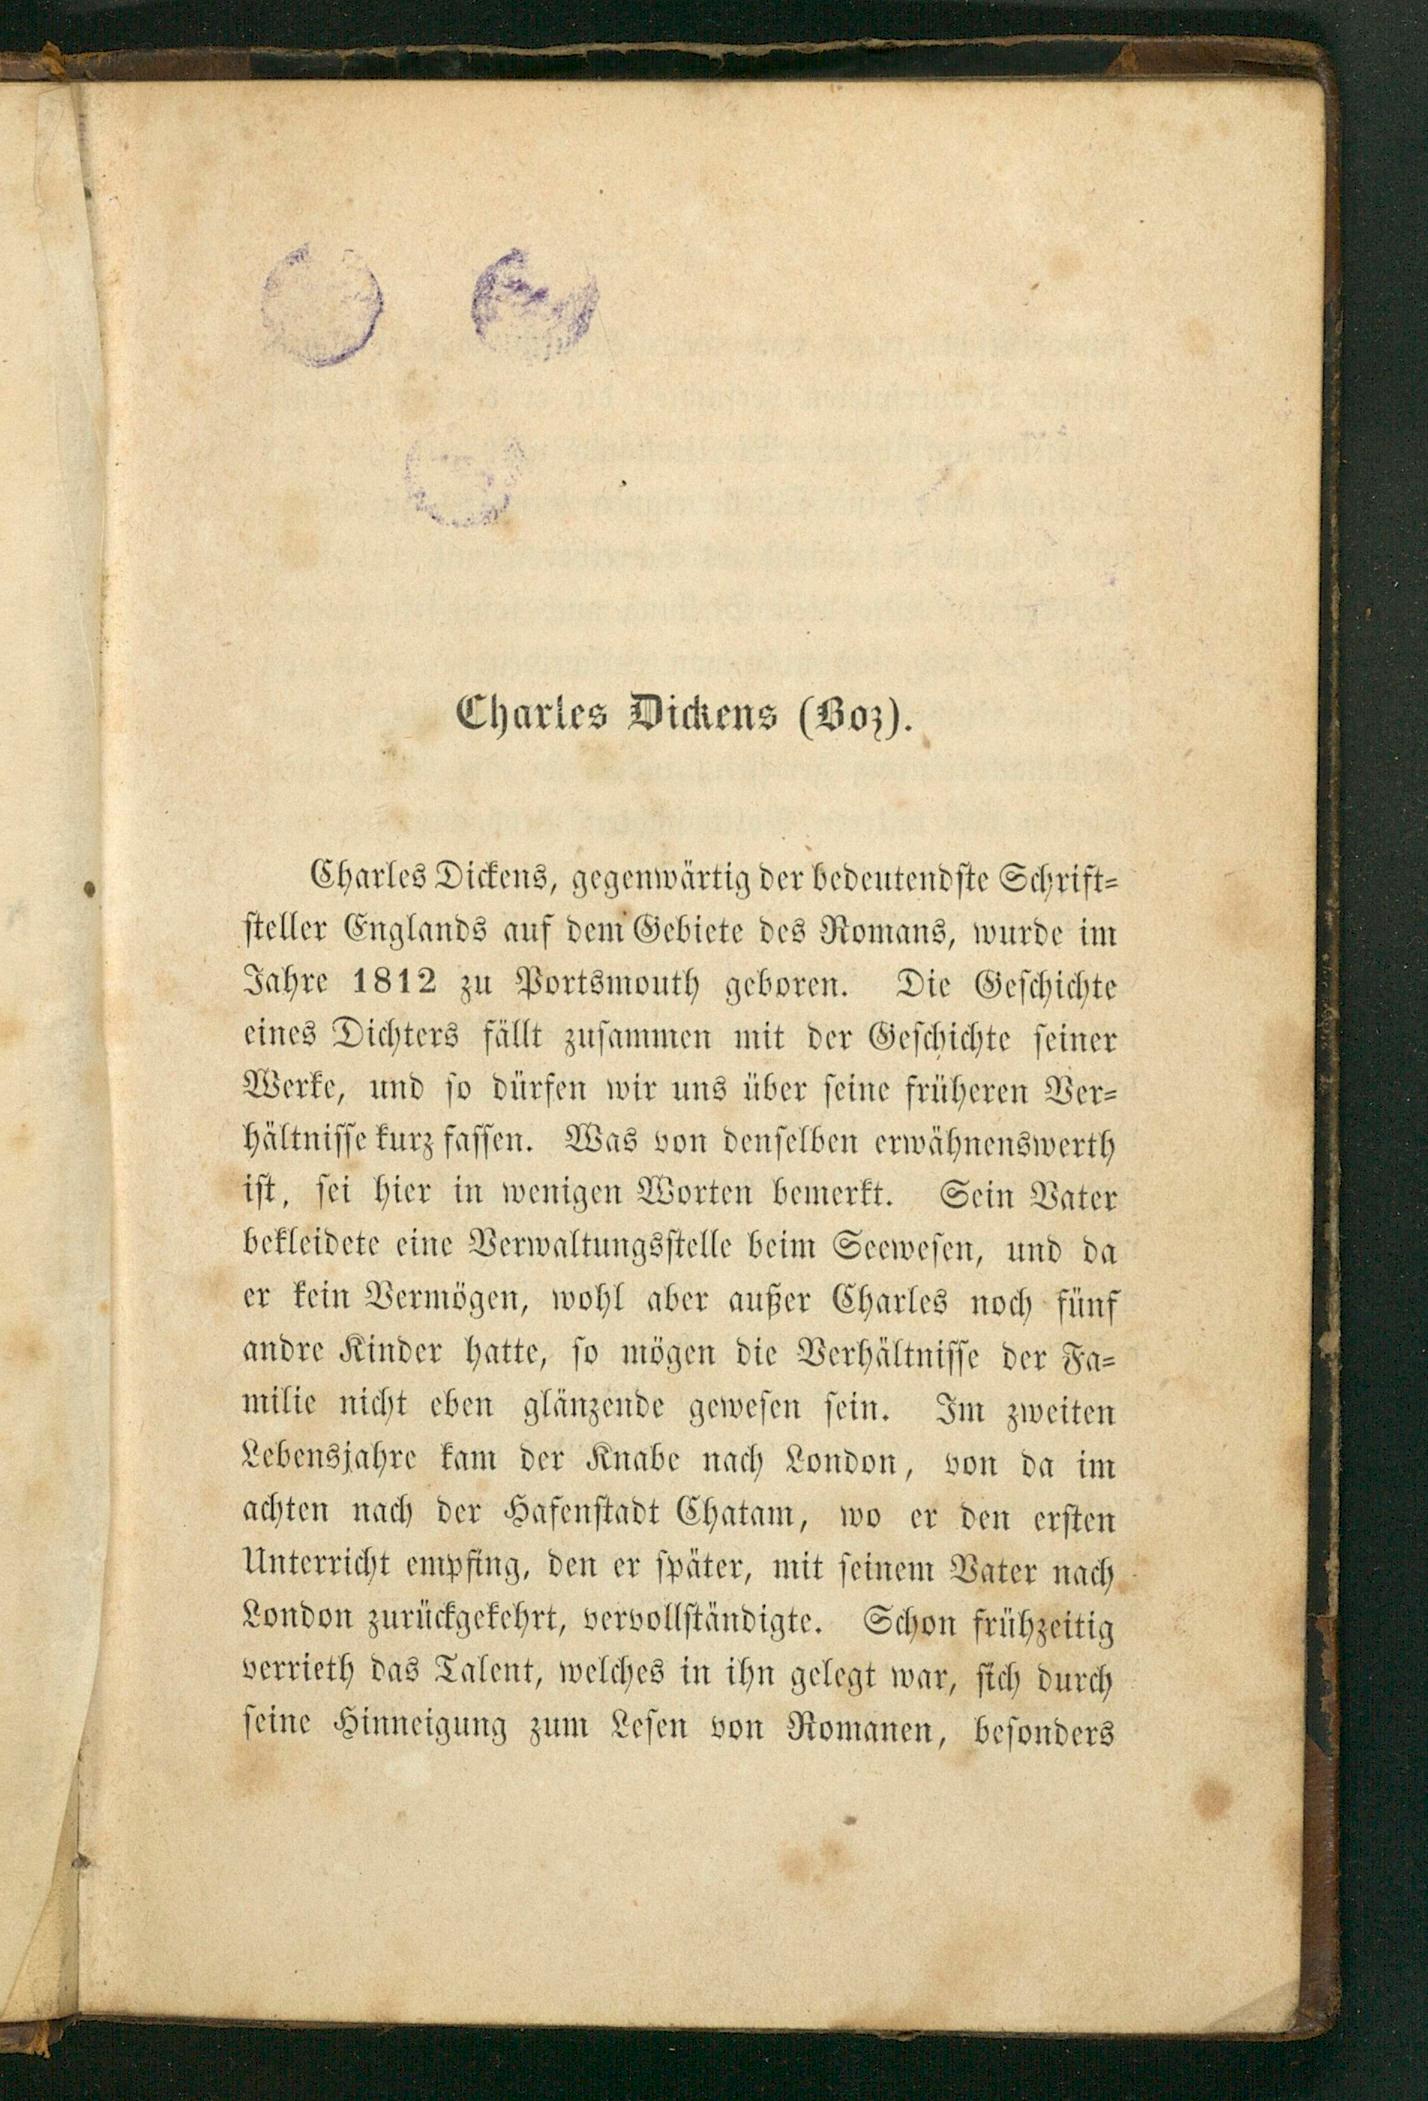 Charles Dickens (Boz).
Charles Dickens, gegenwärtig der bedeutendste Schrift-
steller Englands auf dem Gebiete des Romans, wurde im
Jahre 1812 zu Portsmouth geboren. Die Geschichte
eines Dichters fällt zusammen mit der Geschichte seiner
Werke, und so dürfen wir uns über seine früheren Ver-
hältnisse kurz fassen. Was von denselben erwähnenswerth
ist, sei hier in wenigen Worten bemerkt. Sein Vater
bekleidete eine Verwaltungsstelle beim Seewesen, und da
er kein Vermögen, wohl aber außer Charles noch fünf
andre Kinder hatte, so mögen die Verhältnisse der Fa-
milie nicht eben glänzende gewesen sein. Im zweiten
Lebensjahre kam der Knabe nach London, von da im
achten nach der Hafenstadt Chatam, wo er den ersten
Unterricht empfing, den er später, mit seinem Vater nach
London zurückgekehrt, vervollständigte. Schon frühzeitig
verrieth das Talent, welches in ihn gelegt war, sich durch
seine Hinneigung zum Lesen von Romanen, besonders